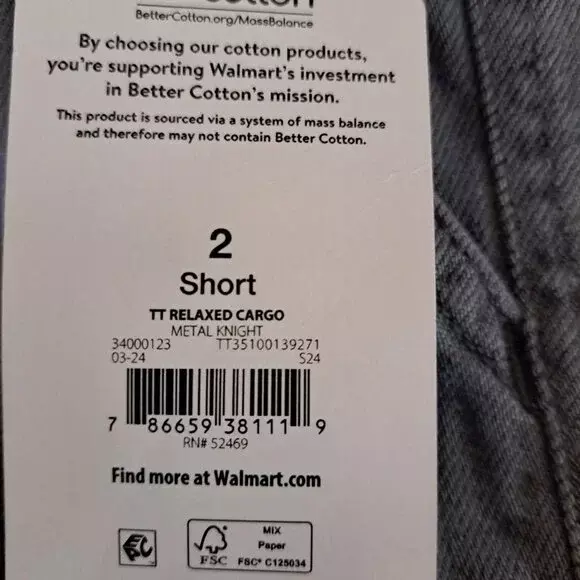 BetterCotton.org/MassBalance
By choosing our cotton products,
you're supporting Walmart's investment
in Better Cotton's mission.
This product is sourced via a system of mass balance
and therefore may not contain Better Cotton.
2
Short
TT RELAXED CARGO
METAL KNIGHT
34000123 TT35100139271
03-24 S24
7 86659 38111 9
RN# 52469
Find more at Walmart.com
MIX
Paper
FSC
FSC® C125034